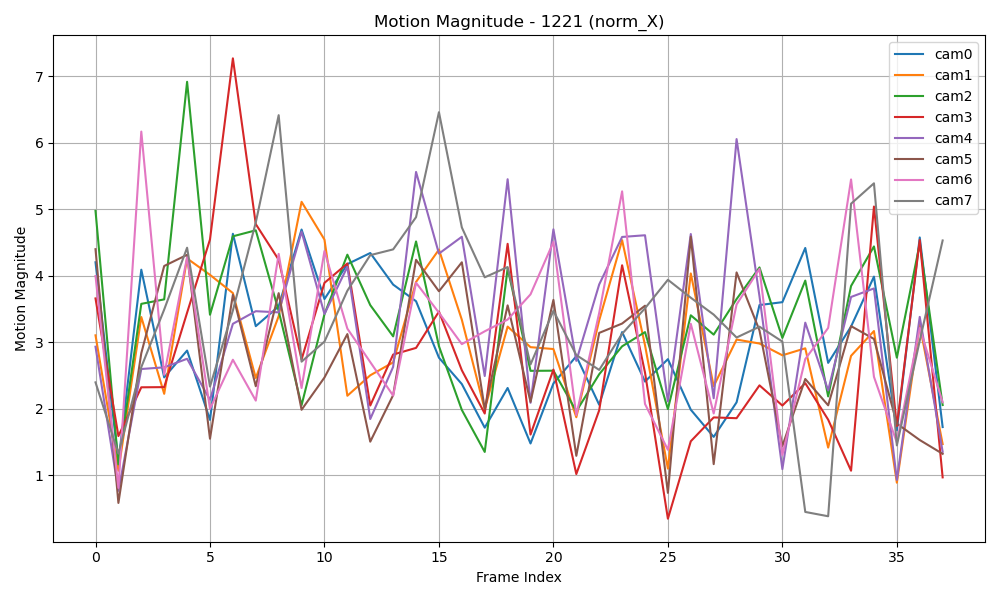 Motion Magnitude - 1221 (norm_X)
cam0
cam1
cam2
cam3
cam4
cam5
cam6
cam7
Motion Magnitude
7
6
5
4
3
2
1
0 5 10 15 20 25 30 35
Frame Index